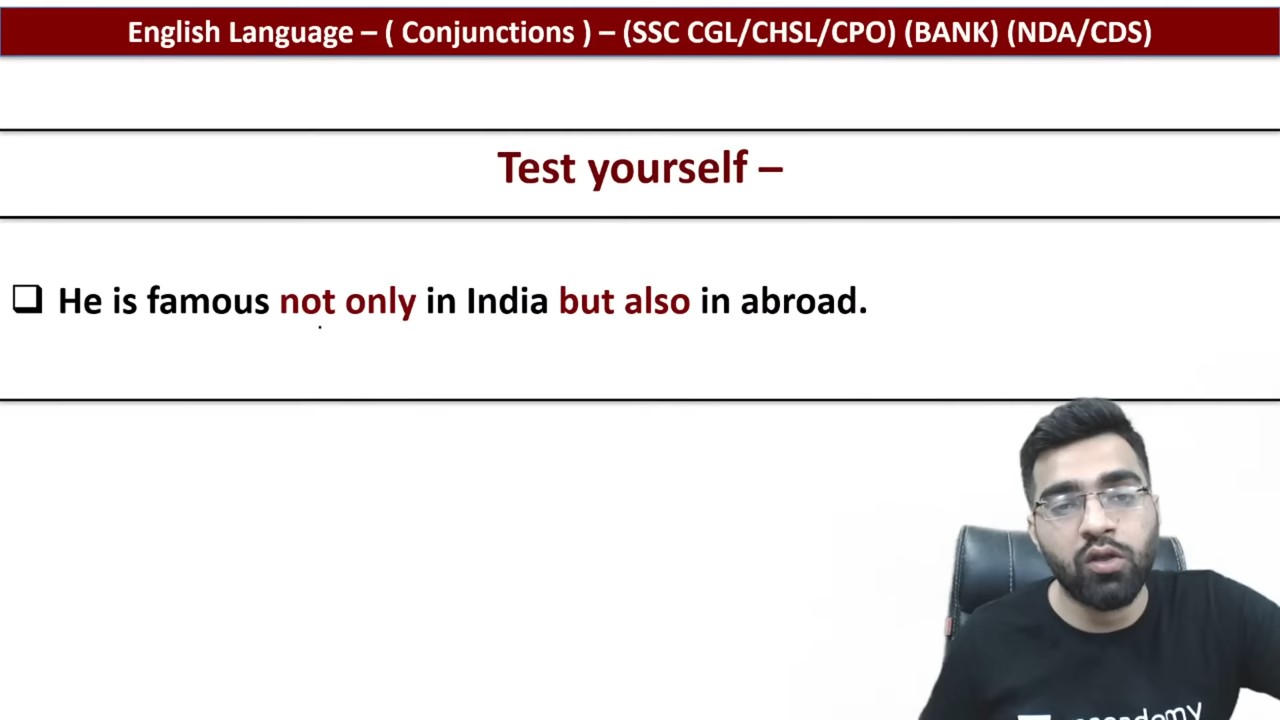 English Language – ( Conjunctions ) – (SSC CGL/CHSL/CPO) (BANK) (NDA/CDS)
Test yourself –
He is famous not only in India but also in abroad.